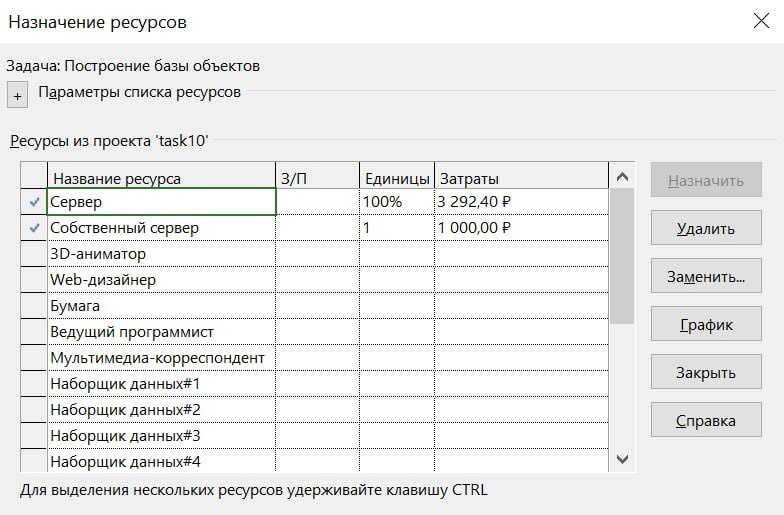 Назначение ресурсов
Задача: Построение базы объектов
+ Параметры списка ресурсов
Ресурсы из проекта 'task10'
Название ресурса З/П Единицы Затраты
Сервер 100% 3 292,40 ₽
Собственный сервер 1 1 000,00 ₽
3D-аниматор
Web-дизайнер
Бумага
Ведущий программист
Мультимедиа-корреспондент
Наборщик данных#1
Наборщик данных#2
Наборщик данных#3
Наборщик данных#4
Назначить
Удалить
Заменить...
График
Закрыть
Справка
Для выделения нескольких ресурсов удерживайте клавишу CTRL